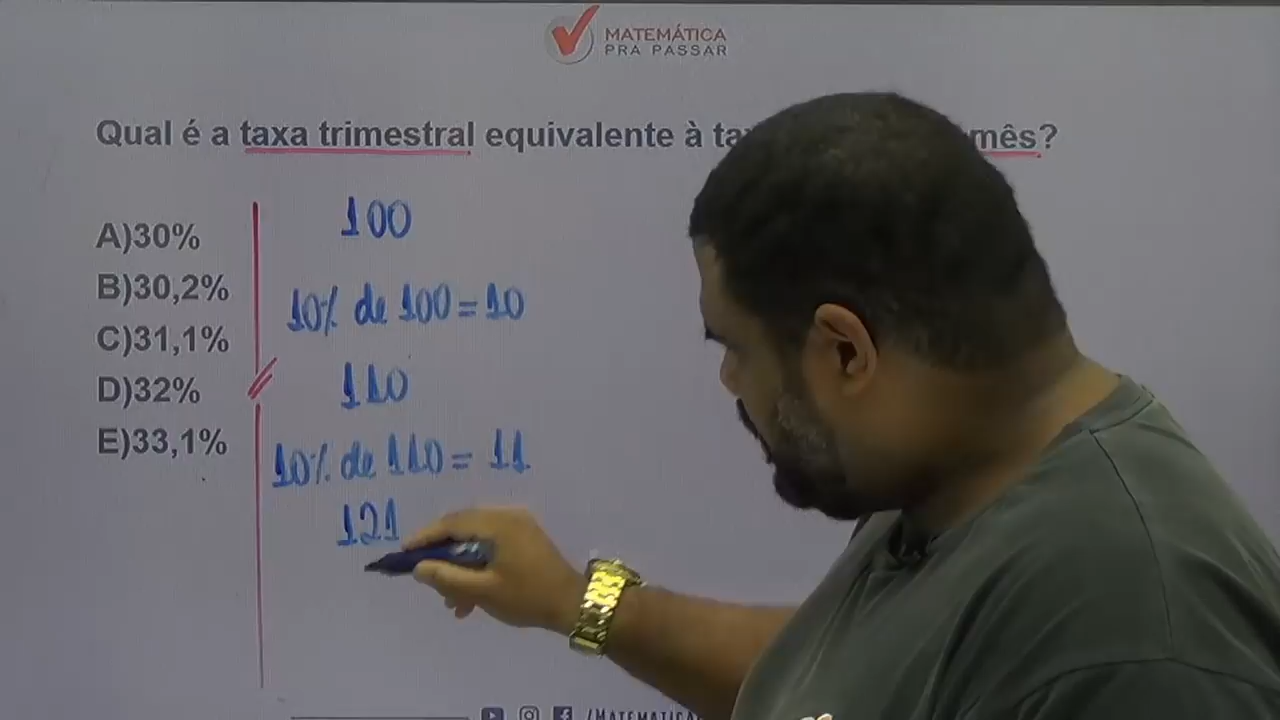 MATEMÁTICA
PRA PASSAR
Qual é a taxa trimestral equivalente à mês?
A)30%
B)30,2%
C)31,1%
D)32%
E)33,1%
100
10% de 100 = 10
110
10% de 110 = 11
121